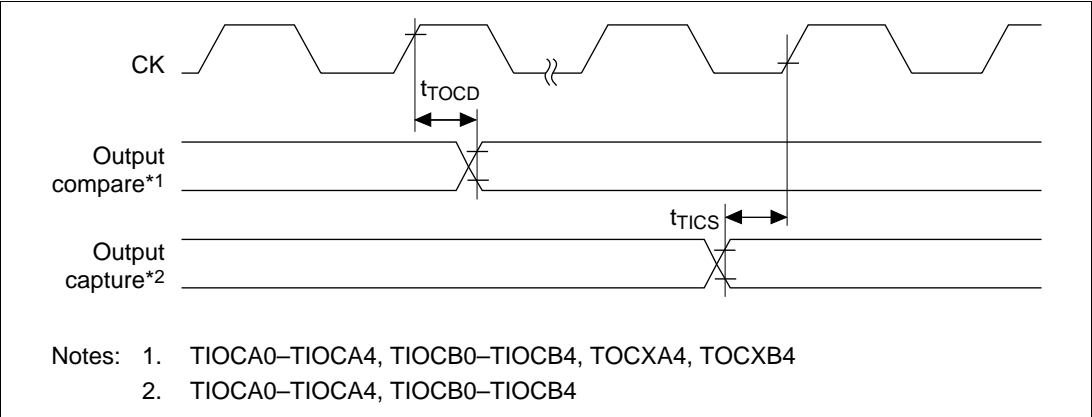 CK
tTOCD
Output
compare*1
tTICS
Output
capture*2
Notes: 1. TIOCA0–TIOCA4, TIOCB0–TIOCB4, TOCXA4, TOCXB4
2. TIOCA0–TIOCA4, TIOCB0–TIOCB4